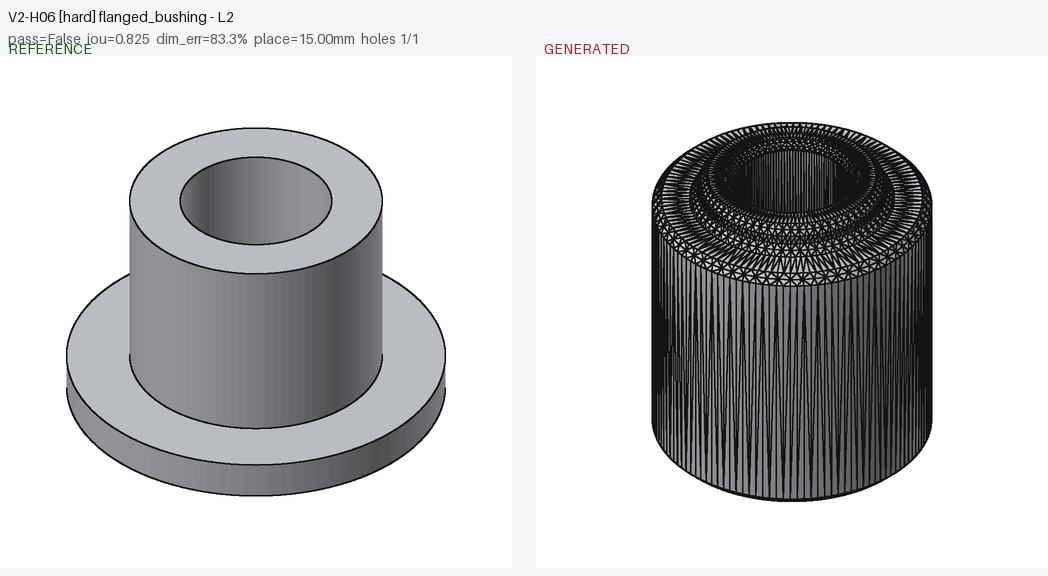 V2-H06 [hard] flanged_bushing - L2
pass=False iou=0.825 dim_err=83.3% place=15.00mm holes 1/1
REFERENCE
GENERATED